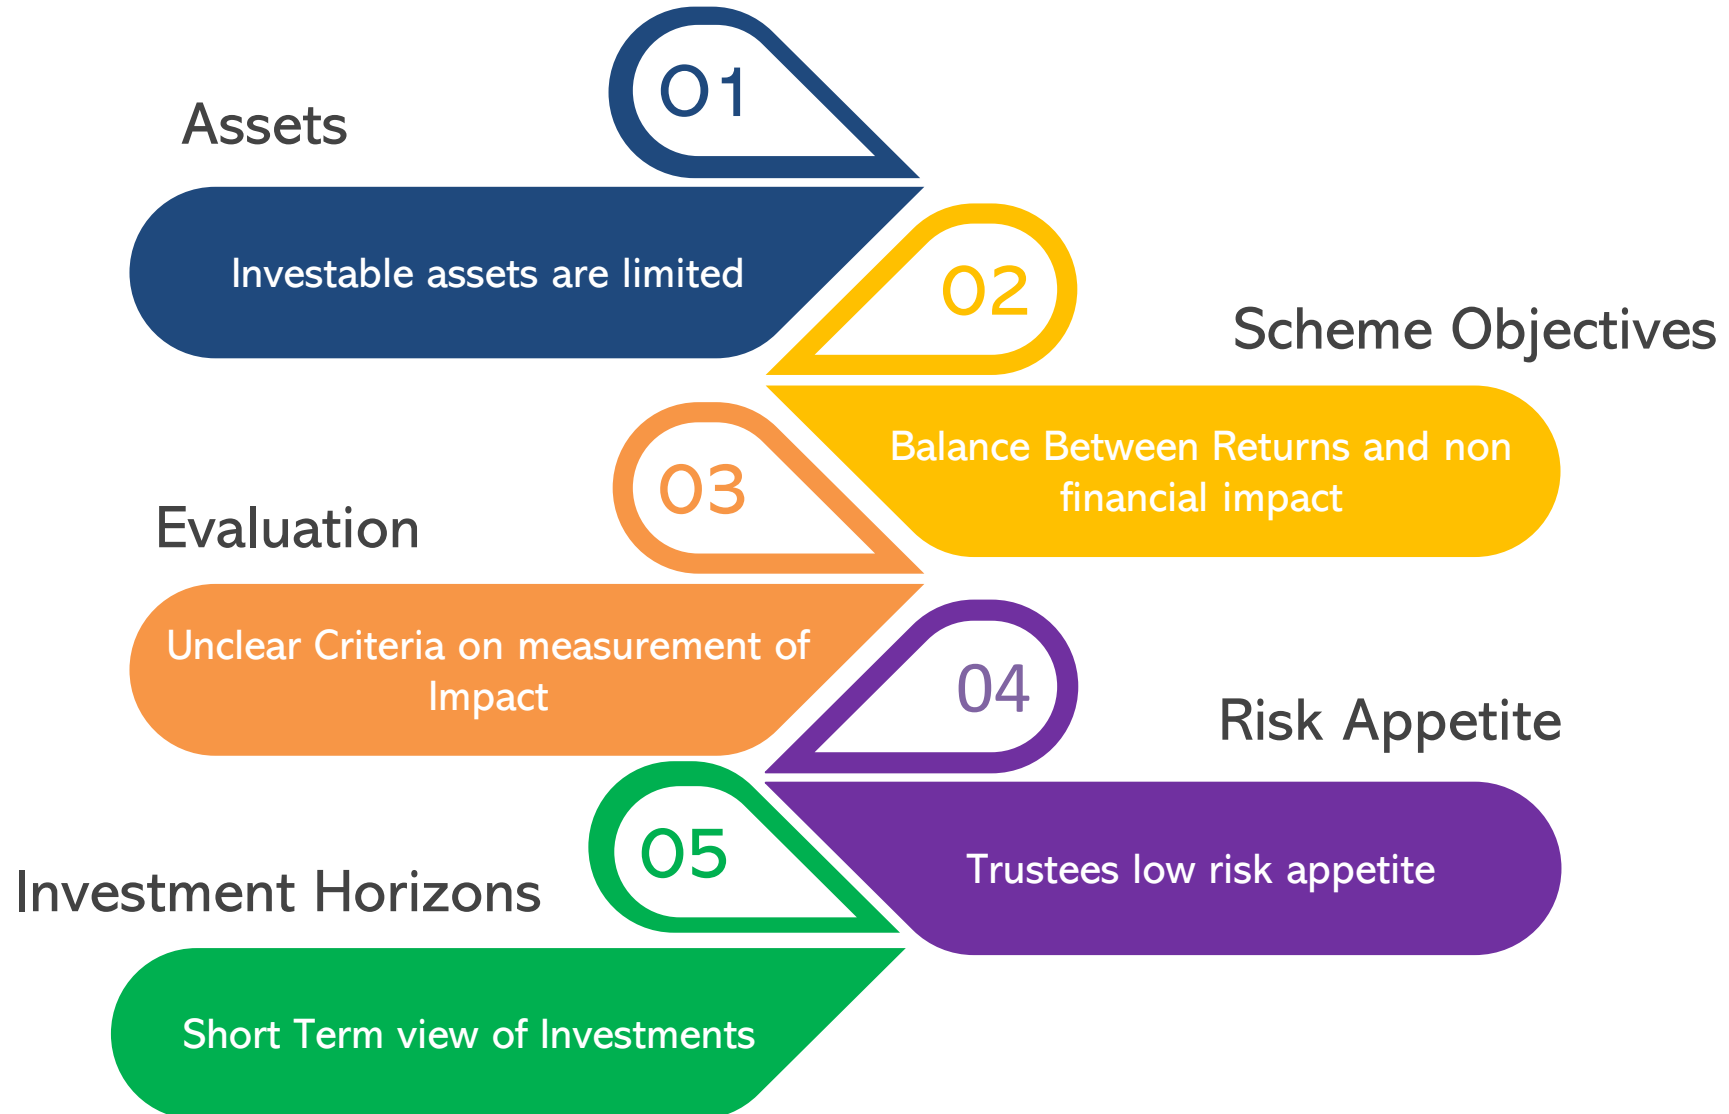 01
Assets
Investable assets are limited
02
Scheme Objectives
Balance Between Returns and non
financial impact
03
Evaluation
Unclear Criteria on measurement of
Impact
04
Risk Appetite
Trustees low risk appetite
05
Investment Horizons
Short Term view of Investments